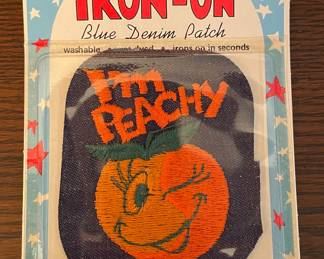 IRON-ON
Blue Denim Patch
washable • irons on in seconds
I'm
PEACHY